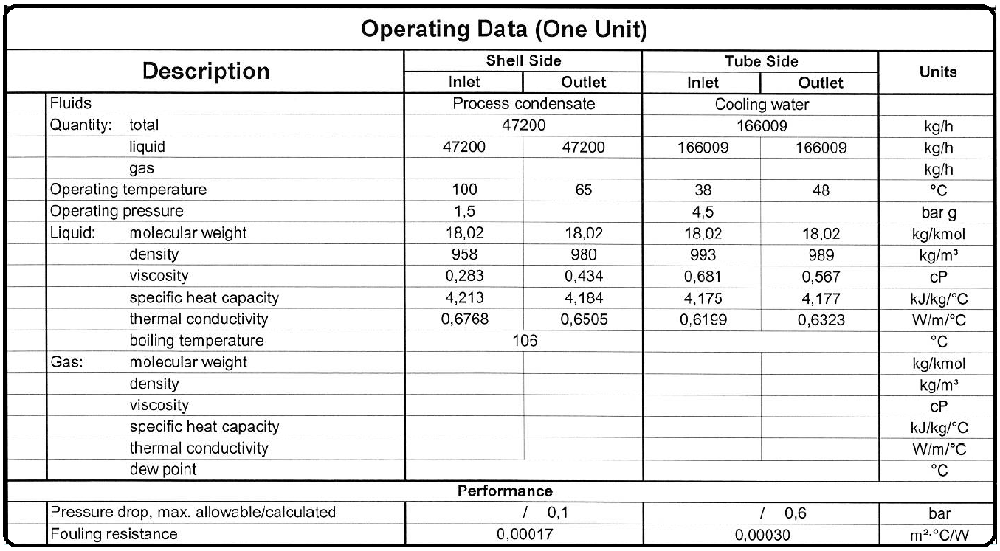 Operating Data (One Unit)
Description Shell Side Tube Side Units
Inlet Outlet Inlet Outlet
Fluids Process condensate Cooling water
Quantity: total 47200 166009 kg/h
liquid 47200 47200 166009 166009 kg/h
gas kg/h
Operating temperature 100 65 38 48 °C
Operating pressure 1,5 4,5 bar g
Liquid: molecular weight 18,02 18,02 18,02 18,02 kg/kmol
density 958 980 993 989 kg/m³
viscosity 0,283 0,434 0,681 0,567 cP
specific heat capacity 4,213 4,184 4,175 4,177 kJ/kg/°C
thermal conductivity 0,6768 0,6505 0,6199 0,6323 W/m/°C
boiling temperature 106 °C
Gas: molecular weight kg/kmol
density kg/m³
viscosity cP
specific heat capacity kJ/kg/°C
thermal conductivity W/m/°C
dew point °C
Performance
Pressure drop, max. allowable/calculated / 0,1 / 0,6 bar
Fouling resistance 0,00017 0,00030 m²·°C/W